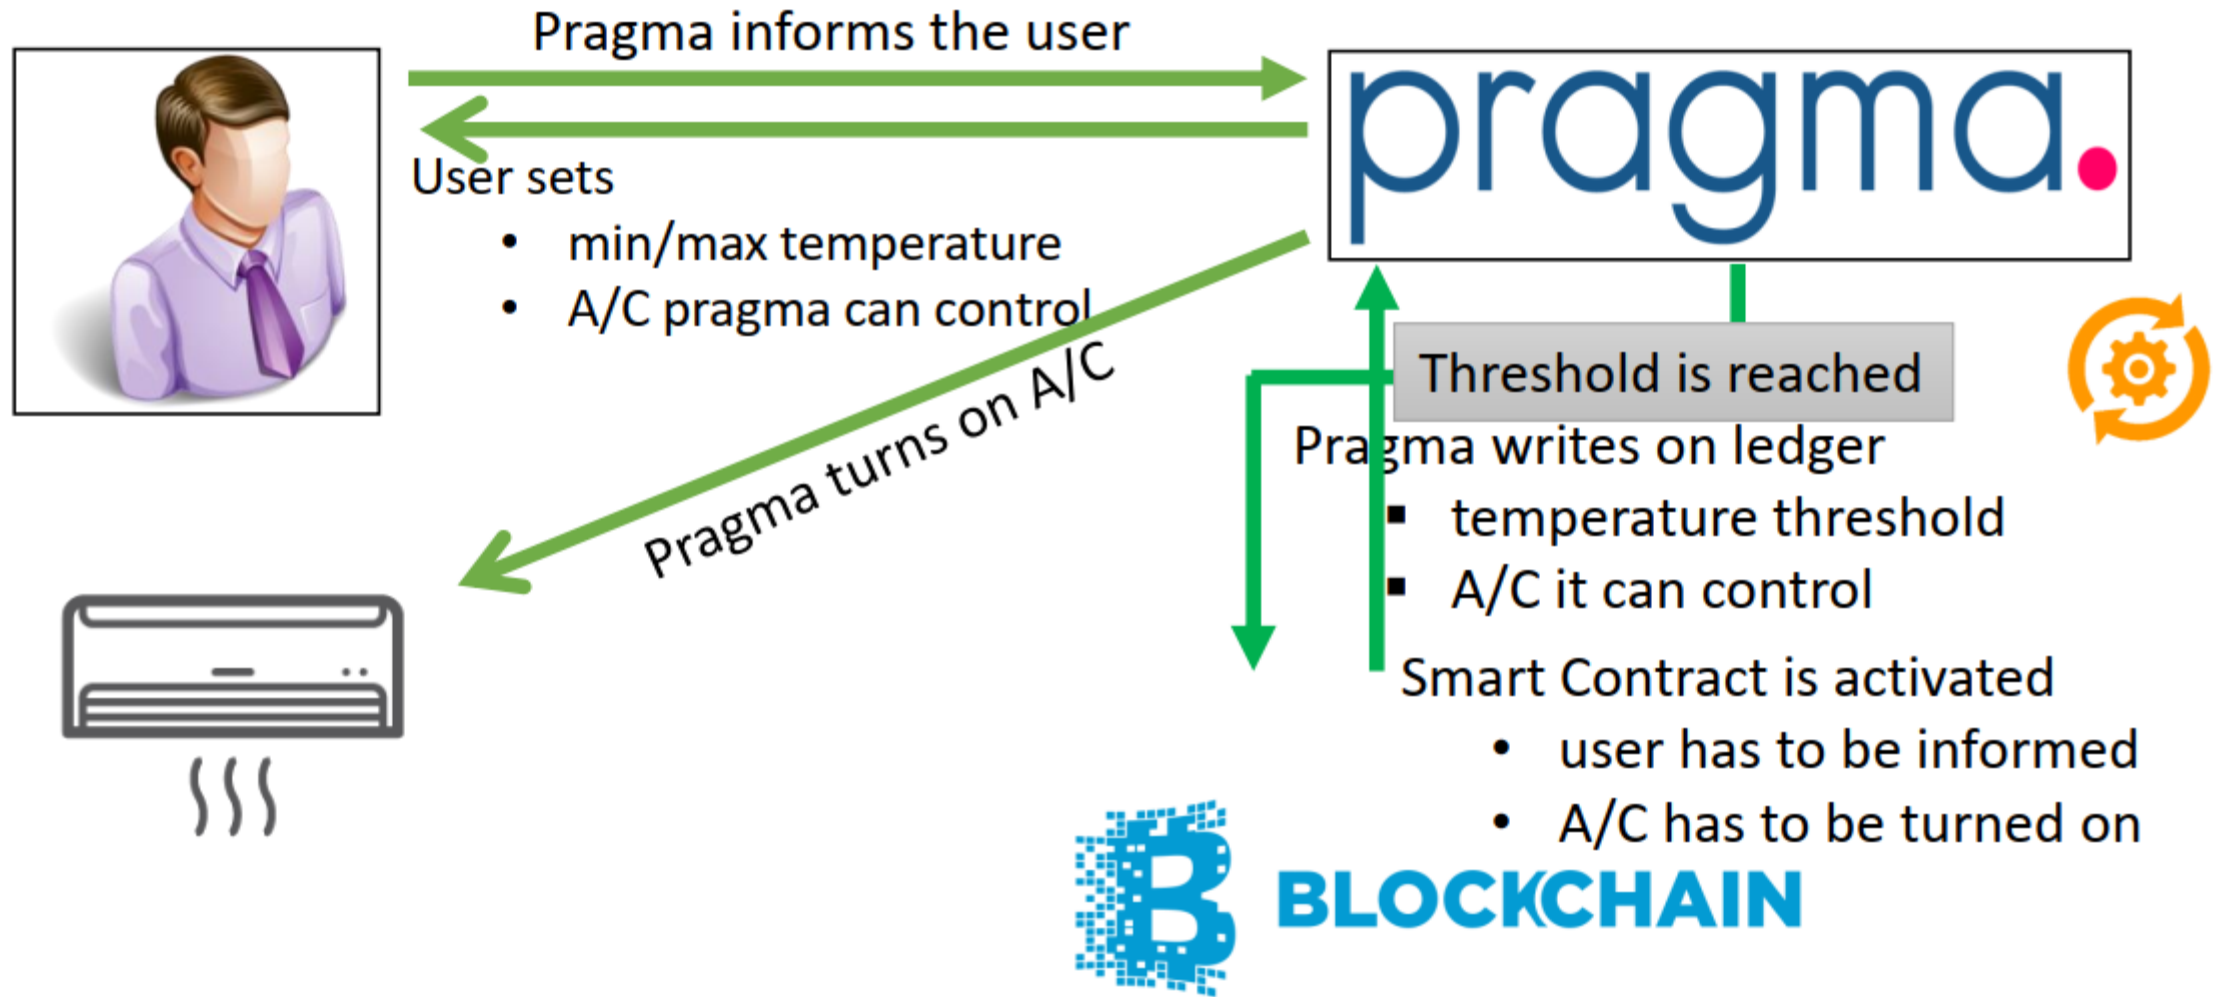 Pragma informs the user
pragma.
User sets
• min/max temperature
• A/C pragma can control
Pragma turns on A/C
Threshold is reached
Pragma writes on ledger
▪ temperature threshold
▪ A/C it can control
Smart Contract is activated
• user has to be informed
• A/C has to be turned on
BLOCKCHAIN